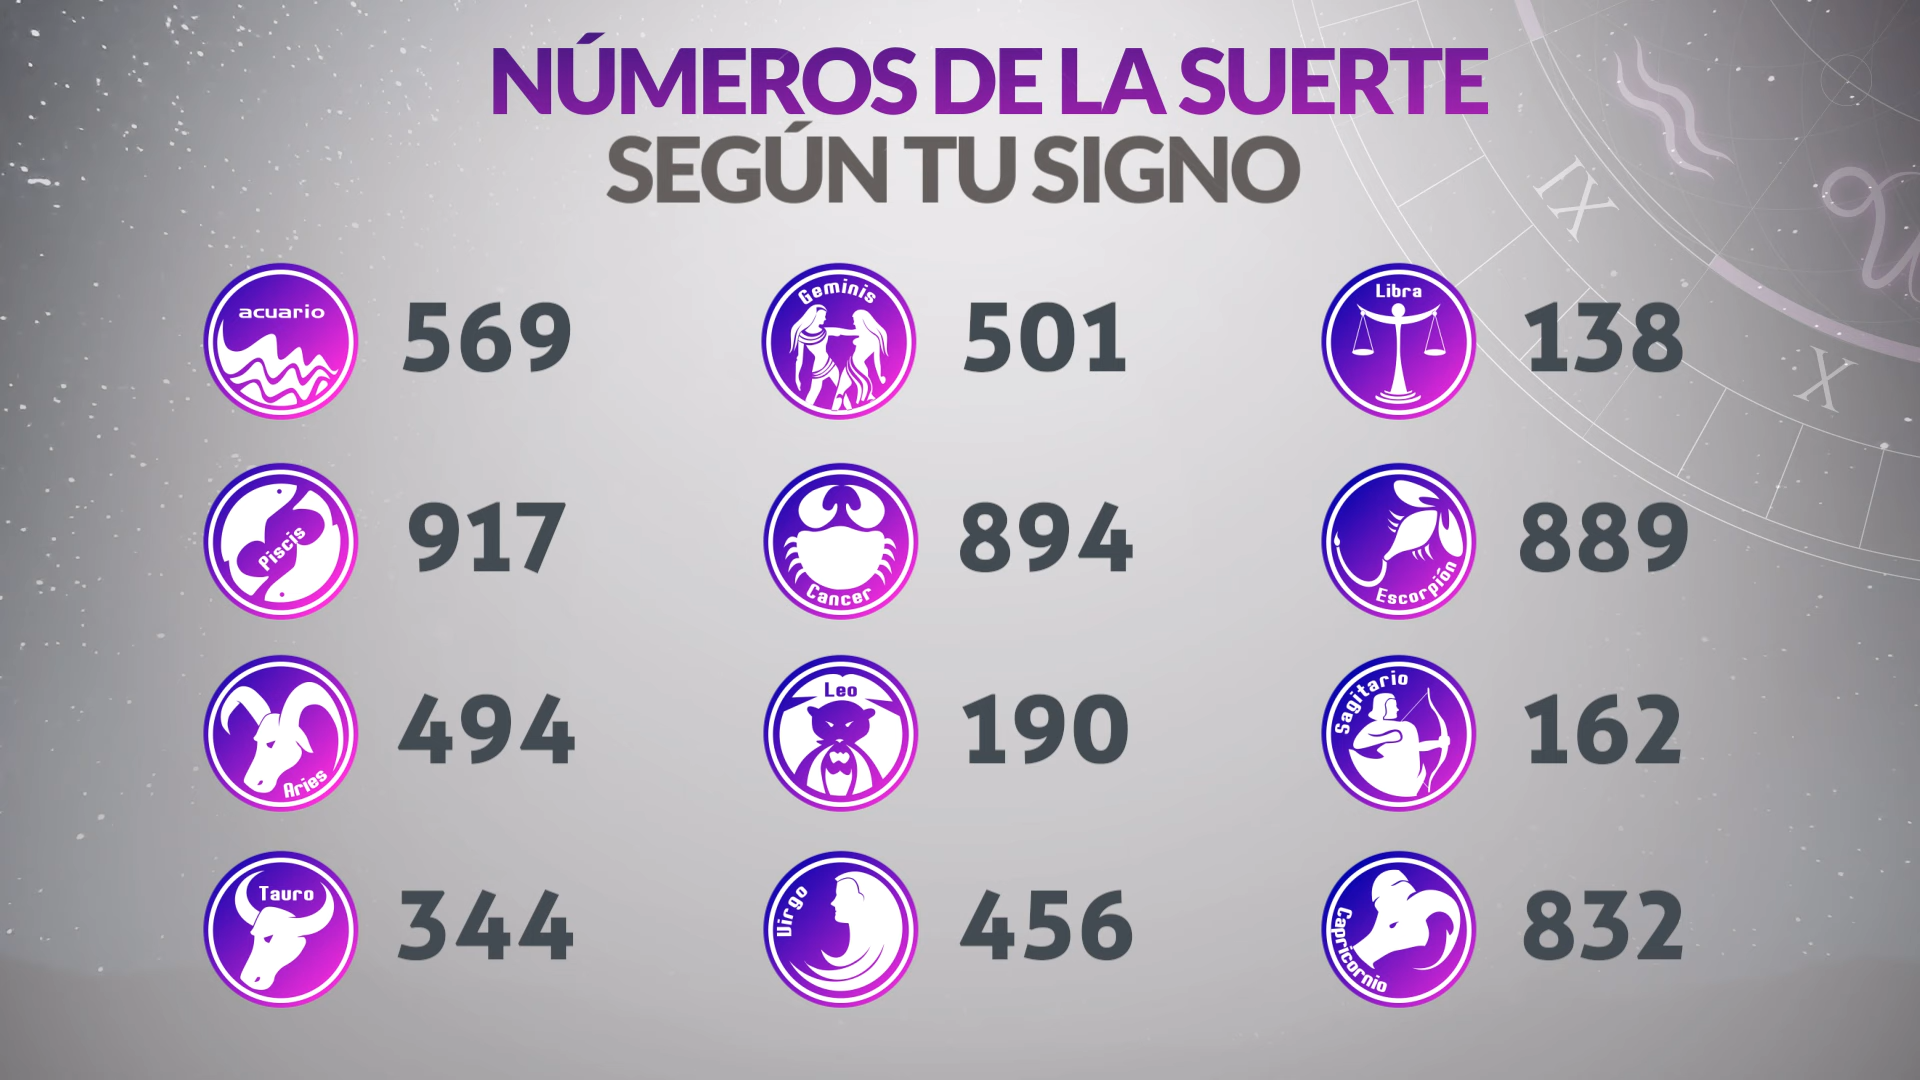 NÚMEROS DE LA SUERTE
SEGÚN TU SIGNO
acuario 569
Geminis 501
Libra 138
Piscis 917
Cancer 894
Escorpión 889
Aries 494
Leo 190
Sagitario 162
Tauro 344
Virgo 456
Capricornio 832
IX
X